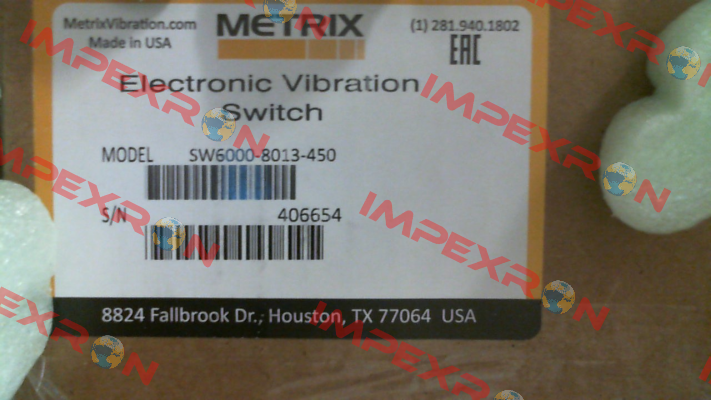 MetrixVibration.com
Made in USA
METRIX
(1) 281.940.1802
EAC
Electronic Vibration
Switch
MODEL SW6000-8013-450
S/N 406654
8824 Fallbrook Dr., Houston, TX 77064 USA
IMPEXRON